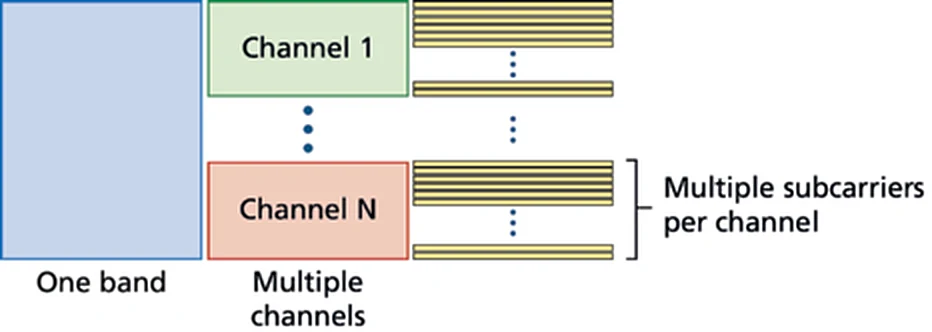 Channel 1
Channel N
Multiple subcarriers
per channel
One band
Multiple
channels